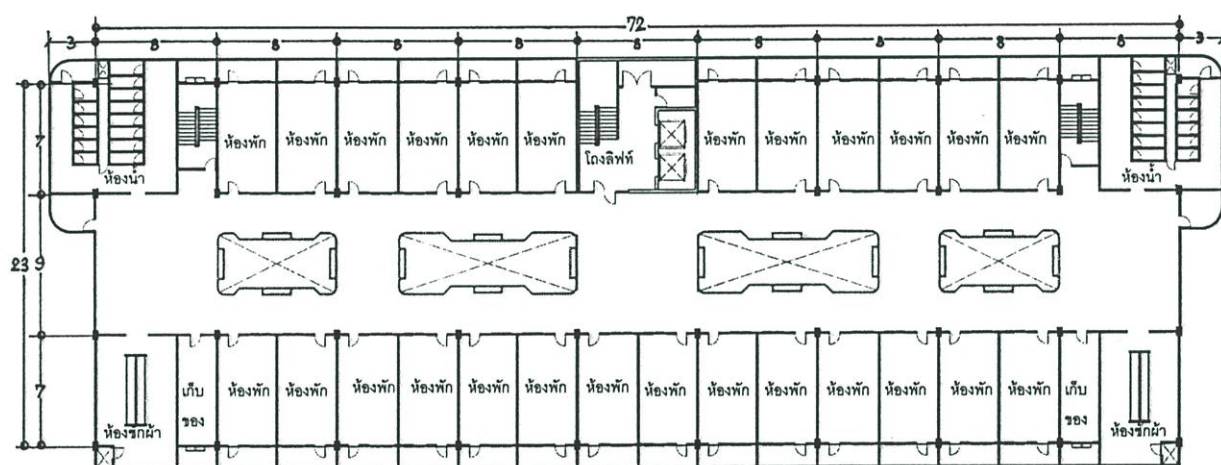 72
3 8 8 8 8 8 8 8 8 8 3
ห้องพัก ห้องพัก ห้องพัก ห้องพัก ห้องพัก ห้องพัก โถงลิฟท์ ห้องพัก ห้องพัก ห้องพัก ห้องพัก ห้องพัก ห้องพัก
7
ห้องน้ำ ห้องน้ำ
23 9
7
ห้องซักผ้า เก็บของ ห้องพัก ห้องพัก ห้องพัก ห้องพัก ห้องพัก ห้องพัก ห้องพัก ห้องพัก ห้องพัก ห้องพัก ห้องพัก ห้องพัก ห้องพัก ห้องพัก เก็บของ ห้องซักผ้า